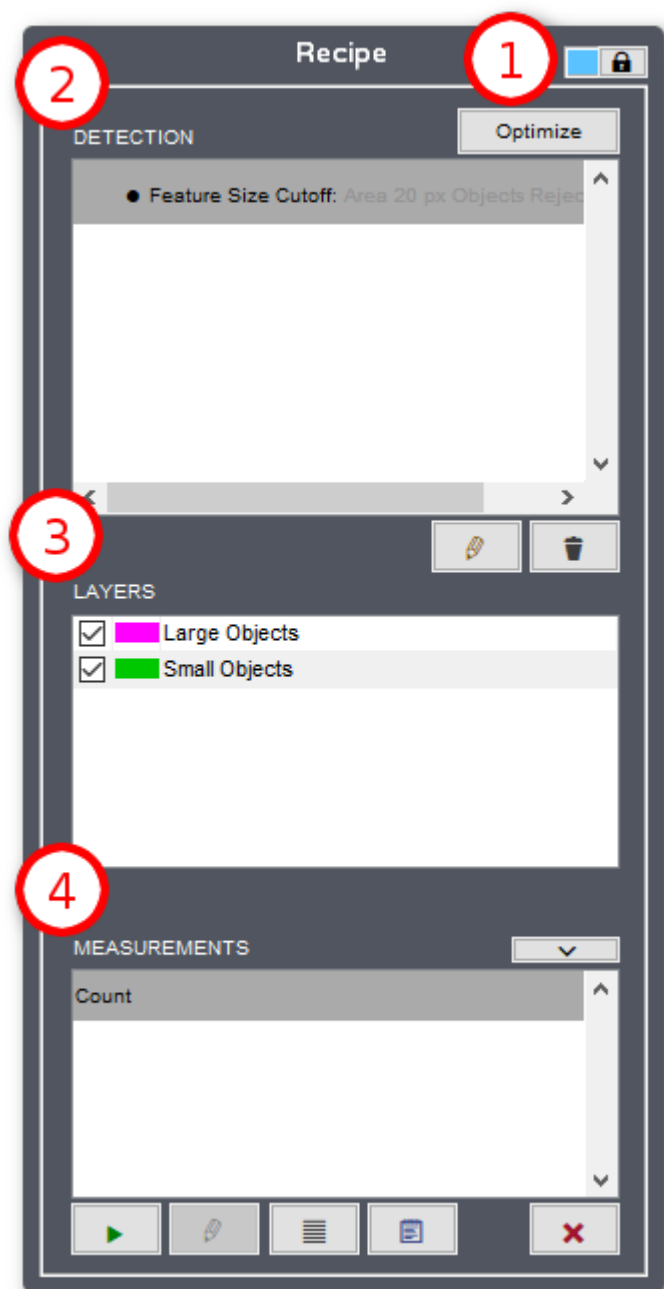 Recipe
1
2
DETECTION
Optimize
● Feature Size Cutoff: Area 20 px Objects Rejec
3
LAYERS
Large Objects
Small Objects
4
MEASUREMENTS
Count